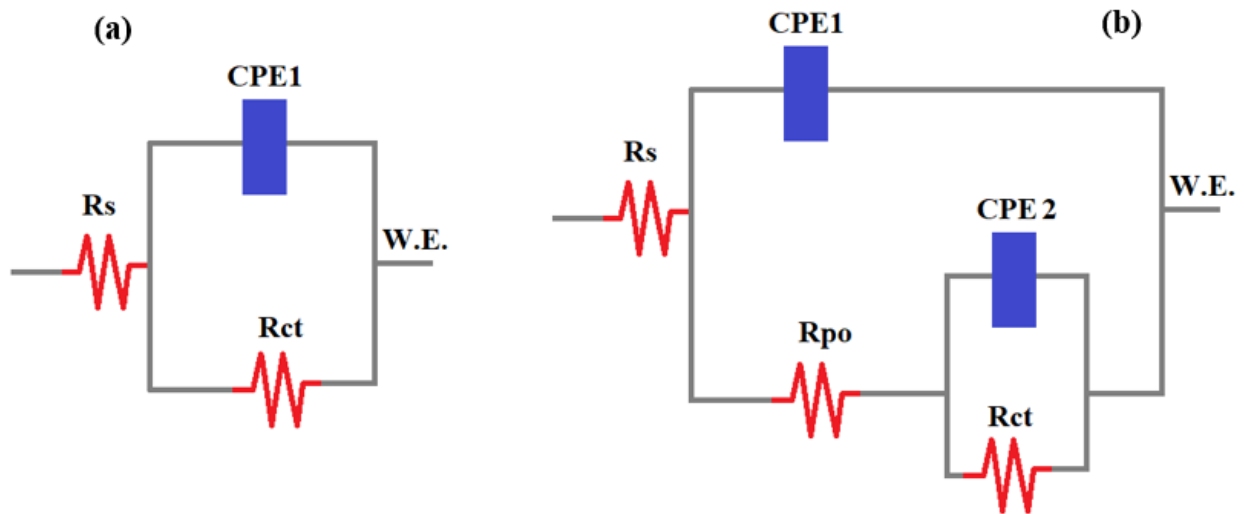 (a)
CPE1
Rs
W.E.
Rct
(b)
CPE1
Rs
W.E.
CPE 2
Rpo
Rct